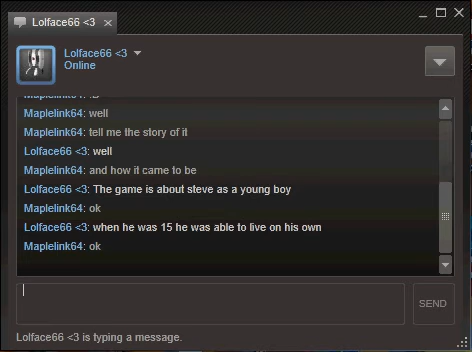 Lolface66 <3
Lolface66 <3
Online
Maplelink64: :D
Maplelink64: well
Maplelink64: tell me the story of it
Lolface66 <3: well
Maplelink64: and how it came to be
Lolface66 <3: The game is about steve as a young boy
Maplelink64: ok
Lolface66 <3: when he was 15 he was able to live on his own
Maplelink64: ok
SEND
Lolface66 <3 is typing a message.